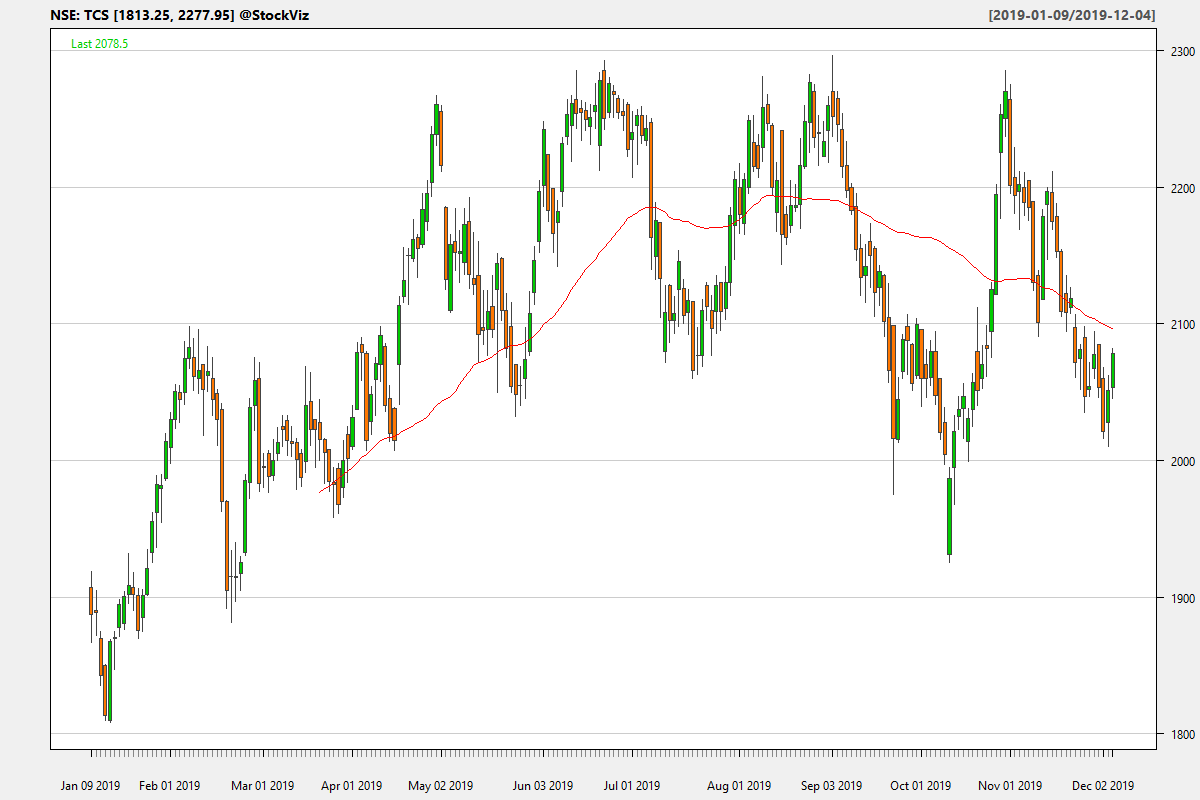 NSE: TCS [1813.25, 2277.95] @StockViz
[2019-01-09/2019-12-04]
Last 2078.5
2300
2200
2100
2000
1900
1800
Jan 09 2019 Feb 01 2019 Mar 01 2019 Apr 01 2019 May 02 2019 Jun 03 2019 Jul 01 2019 Aug 01 2019 Sep 03 2019 Oct 01 2019 Nov 01 2019 Dec 02 2019